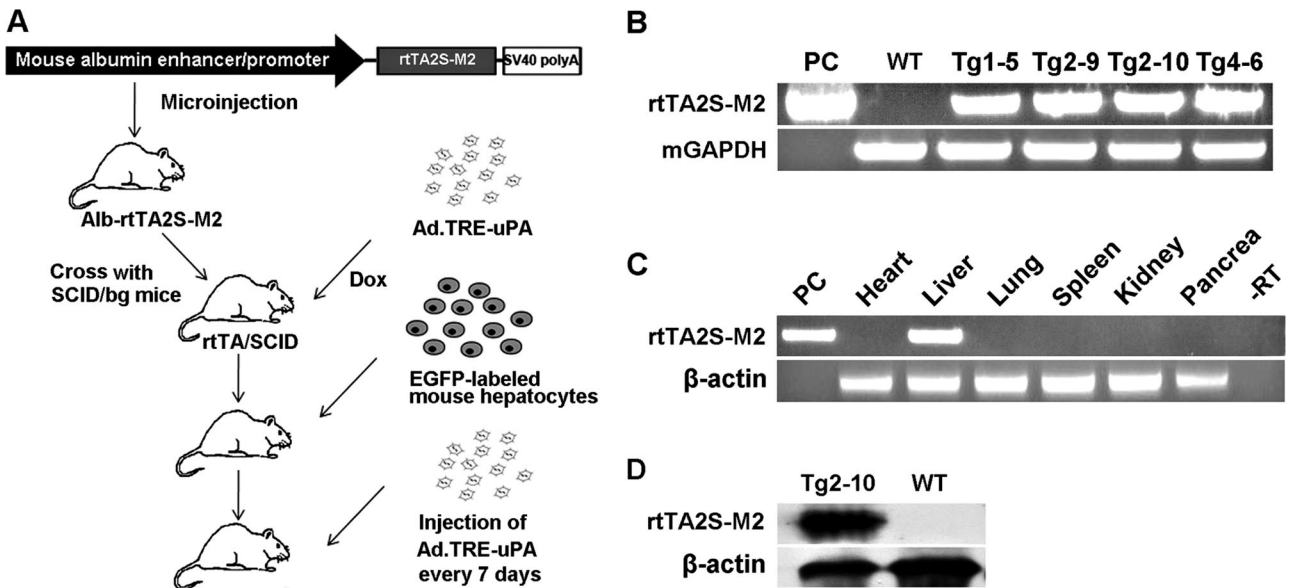 A
Mouse albumin enhancer/promoter
rtTA2S-M2
SV40 polyA
Microinjection
Alb-rtTA2S-M2
Ad.TRE-uPA
Cross with
SCID/bg mice
Dox
rtTA/SCID
EGFP-labeled
mouse hepatocytes
Injection of
Ad.TRE-uPA
every 7 days
B
PC WT Tg1-5 Tg2-9 Tg2-10 Tg4-6
rtTA2S-M2
mGAPDH
C
PC Heart Liver Lung Spleen Kidney Pancrea -RT
rtTA2S-M2
β-actin
D
Tg2-10 WT
rtTA2S-M2
β-actin